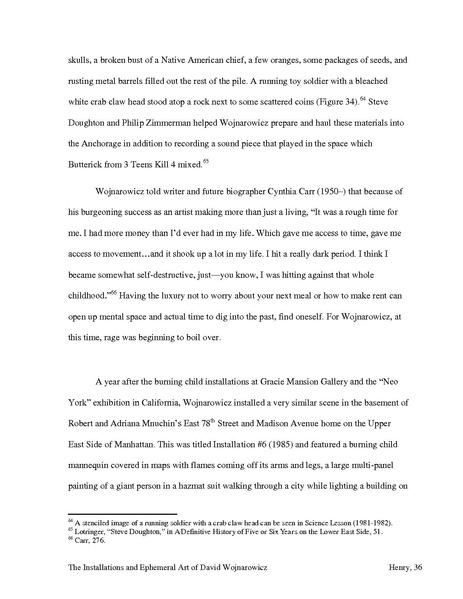 skulls, a broken bust of a Native American chief, a few oranges, some packages of seeds, and
rusting metal barrels filled out the rest of the pile. A running toy soldier with a bleached
white crab claw head stood atop a rock next to some scattered coins (Figure 34).64 Steve
Doughton and Philip Zimmerman helped Wojnarowicz prepare and haul these materials into
the Anchorage in addition to recording a sound piece that played in the space which
Butterick from 3 Teens Kill 4 mixed.65
Wojnarowicz told writer and future biographer Cynthia Carr (1950–) that because of
his burgeoning success as an artist making more than just a living, “It was a rough time for
me. I had more money than I’d ever had in my life. Which gave me access to time, gave me
access to movement…and it shook up a lot in my life. I hit a really dark period. I think I
became somewhat self-destructive, just—you know, I was hitting against that whole
childhood.”66 Having the luxury not to worry about your next meal or how to make rent can
open up mental space and actual time to dig into the past, find oneself. For Wojnarowicz, at
this time, rage was beginning to boil over.
A year after the burning child installations at Gracie Mansion Gallery and the “Neo
York” exhibition in California, Wojnarowicz installed a very similar scene in the basement of
Robert and Adriana Mnuchin’s East 78th Street and Madison Avenue home on the Upper
East Side of Manhattan. This was titled Installation #6 (1985) and featured a burning child
mannequin covered in maps with flames coming off its arms and legs, a large multi-panel
painting of a giant person in a hazmat suit walking through a city while lighting a building on
64 A stenciled image of a running soldier with a crab claw head can be seen in Science Lesson (1981-1982).
65 Lotringer, “Steve Doughton,” in A Definitive History of Five or Six Years on the Lower East Side, 51.
66 Carr, 276.
The Installations and Ephemeral Art of David Wojnarowicz Henry, 36